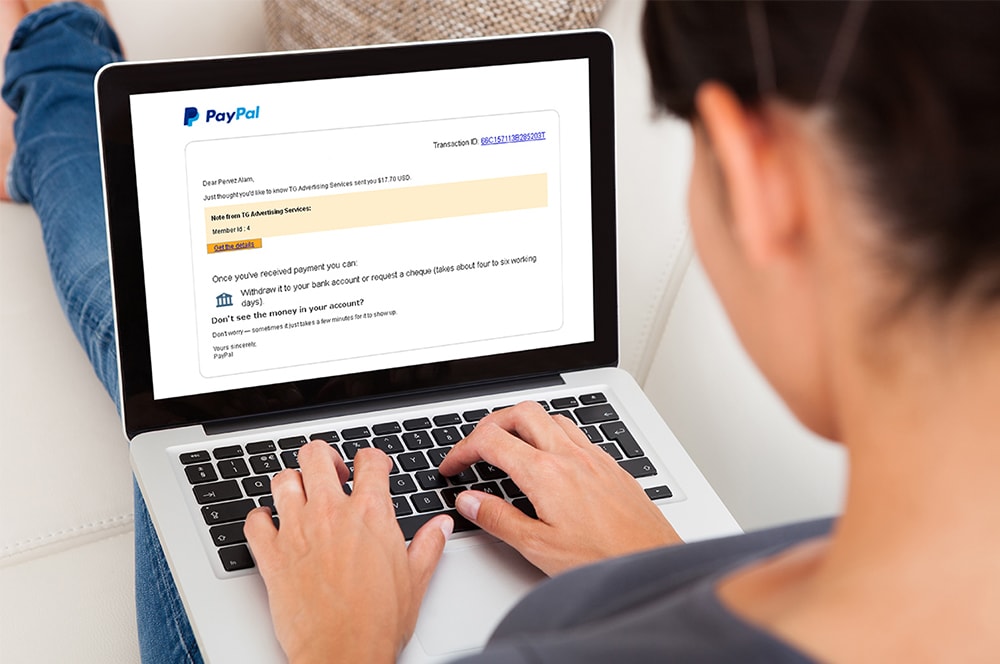 PayPal
Transaction ID: 66C157113B285203T
Dear Pervez Alam,
Just thought you'd like to know TG Advertising Services sent you $17.70 USD.
Note from TG Advertising Services:
Member Id : 4
Get the details
Once you've received payment you can:
Withdraw it to your bank account or request a cheque (takes about four to six working
days).
Don't see the money in your account?
Don't worry — sometimes it just takes a few minutes for it to show up.
Yours sincerely,
PayPal